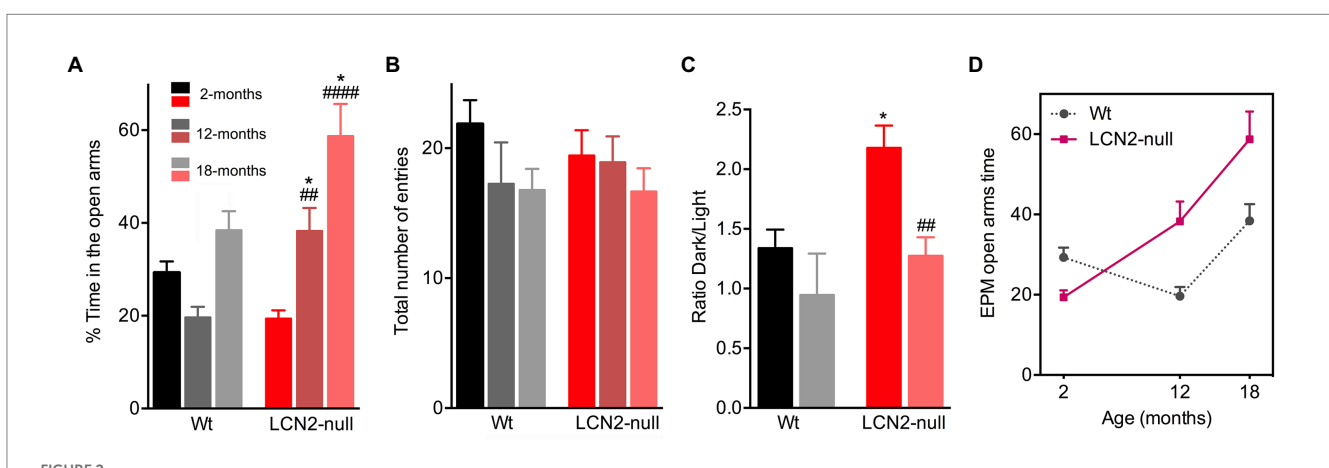 A
% Time in the open arms
60
40
20
0
2-months
12-months
18-months
*
##
*
####
Wt
LCN2-null
B
Total number of entries
20
10
0
Wt
LCN2-null
C
Ratio Dark/Light
2.5
2.0
1.5
1.0
0.5
0.0
*
##
Wt
LCN2-null
D
EPM open arms time
60
40
20
0
Wt
LCN2-null
2
12
18
Age (months)